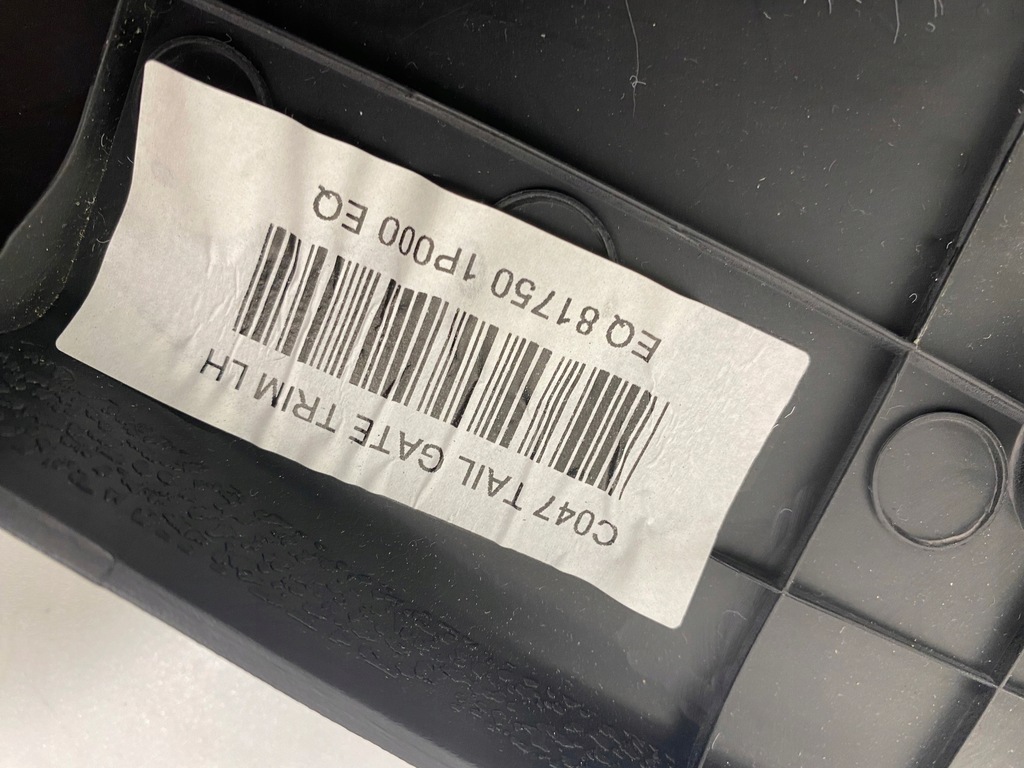 C047 TAIL GATE TRIM LH
EQ 81750 1P000 EQ